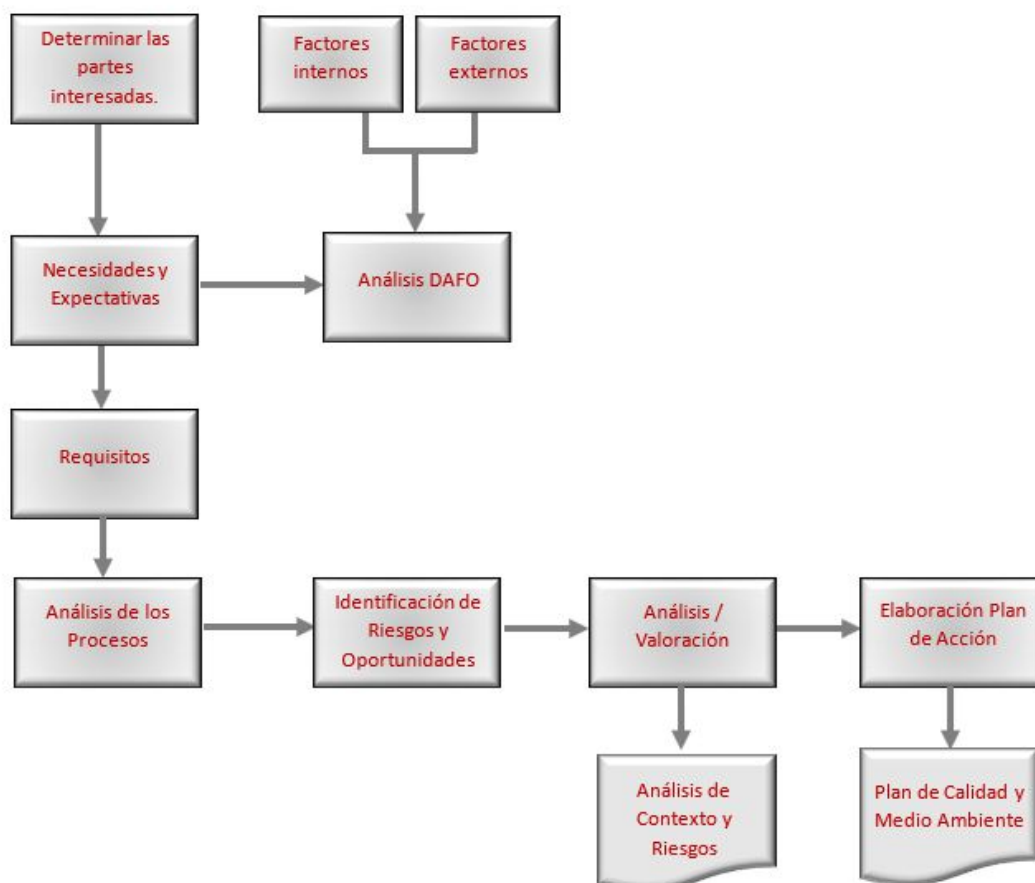 Determinar las
partes
interesadas.
Factores
internos
Factores
externos
Necesidades y
Expectativas
Análisis DAFO
Requisitos
Análisis de los
Procesos
Identificación de
Riesgos y
Oportunidades
Análisis /
Valoración
Elaboración Plan
de Acción
Análisis de
Contexto y
Riesgos
Plan de Calidad y
Medio Ambiente